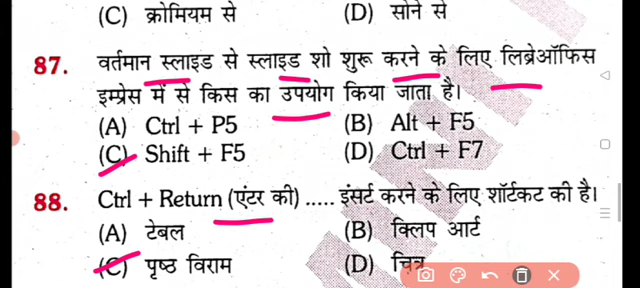 (C) क्रोमियम से (D) सोने से
87. वर्तमान स्लाइड से स्लाइड शो शुरू करने के लिए लिब्रेऑफिस
इम्प्रेस में से किस का उपयोग किया जाता है।
(A) Ctrl + P5 (B) Alt + F5
(C) Shift + F5 (D) Ctrl + F7
88. Ctrl + Return (एंटर की) ..... इंसर्ट करने के लिए शॉर्टकट की है।
(A) टेबल (B) क्लिप आर्ट
(C) पृष्ठ विराम (D) चित्र